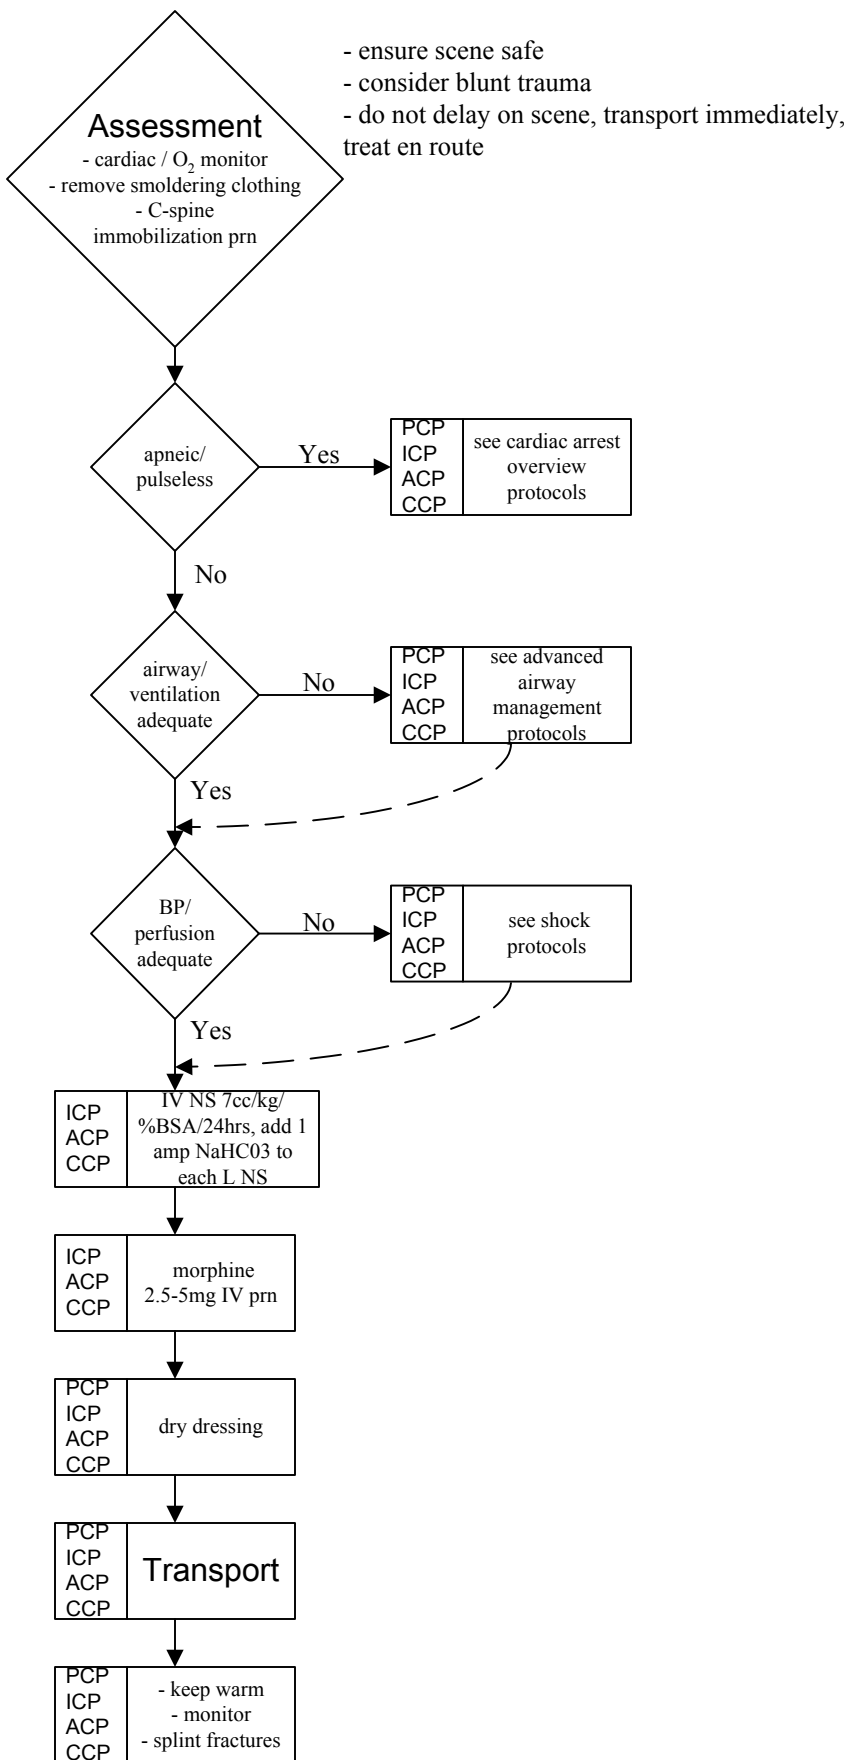 - ensure scene safe
- consider blunt trauma
- do not delay on scene, transport immediately,
treat en route
Assessment
- cardiac / O₂ monitor
- remove smoldering clothing
- C-spine
immobilization prn
apneic/
pulseless
Yes
PCP
ICP
ACP
CCP
see cardiac arrest
overview
protocols
No
airway/
ventilation
adequate
No
PCP
ICP
ACP
CCP
see advanced
airway
management
protocols
Yes
BP/
perfusion
adequate
No
PCP
ICP
ACP
CCP
see shock
protocols
Yes
ICP
ACP
CCP
IV NS 7cc/kg/
%BSA/24hrs, add 1
amp NaHC03 to
each L NS
ICP
ACP
CCP
morphine
2.5-5mg IV prn
PCP
ICP
ACP
CCP
dry dressing
PCP
ICP
ACP
CCP
Transport
PCP
ICP
ACP
CCP
- keep warm
- monitor
- splint fractures